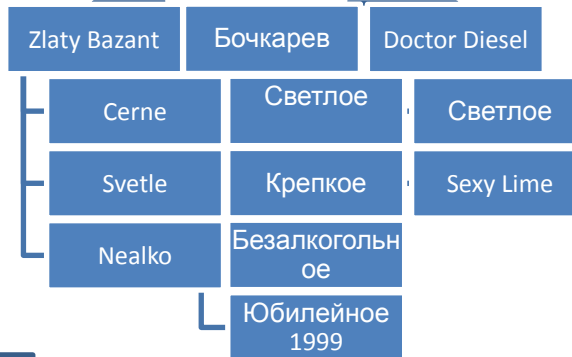 Zlaty Bazant
Бочкарев
Doctor Diesel
Cerne
Светлое
Светлое
Svetle
Крепкое
Sexy Lime
Nealko
Безалкогольн
ое
Юбилейное
1999